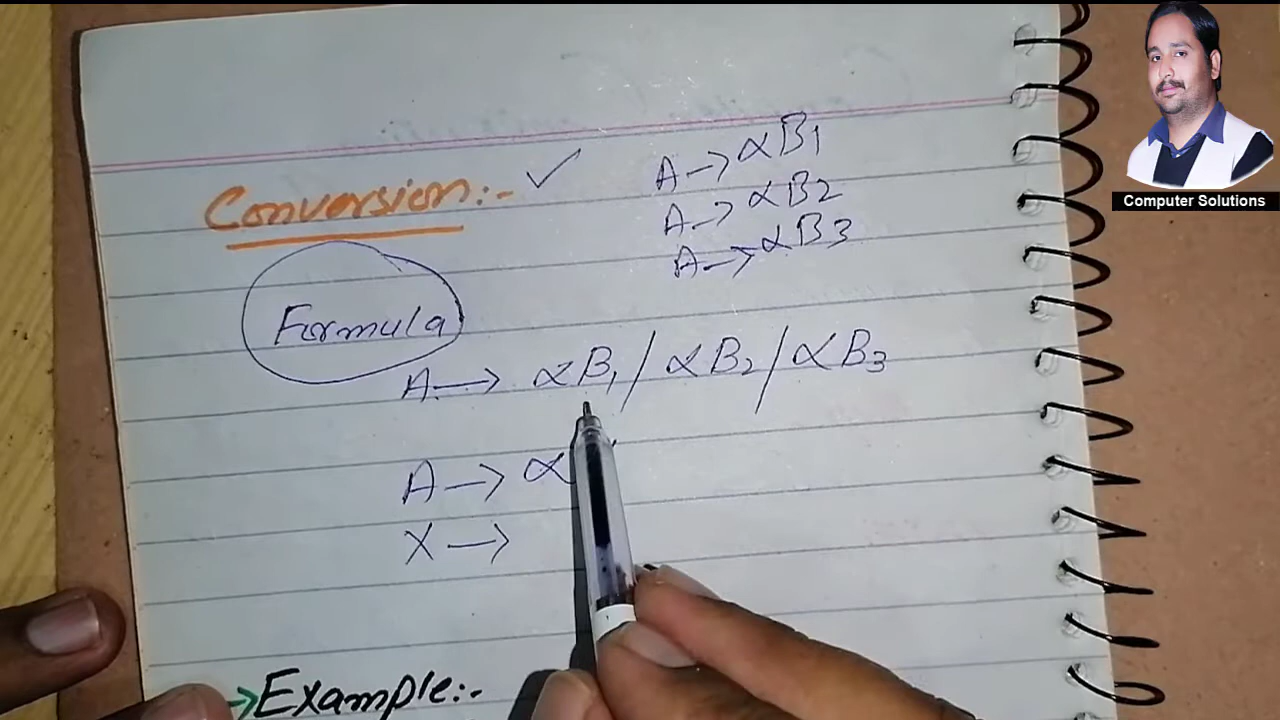 Conversion:- ✓
A → αB1
A → αB2
A → αB3
Formula
A → αB₁ / αB₂ / αB₃
A → α
X →
→ Example:-
Computer Solutions